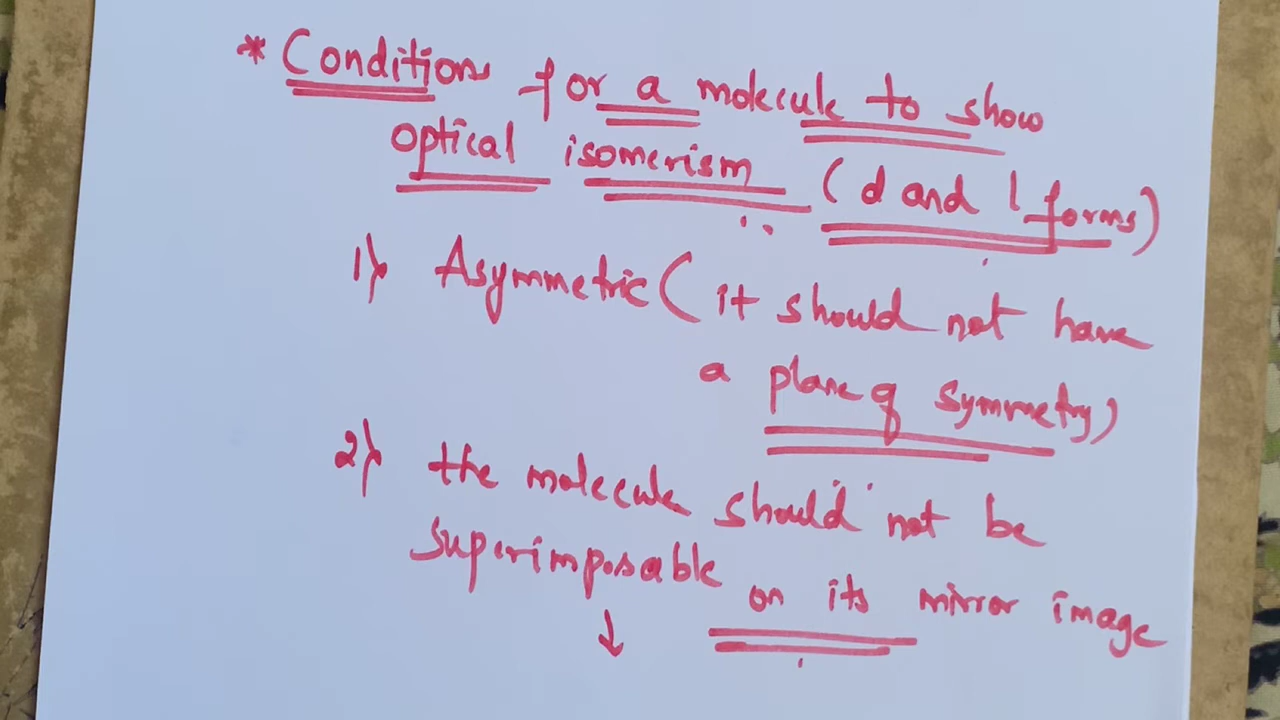 * Conditions for a molecule to show
optical isomerism (d and l forms)
1) Asymmetric (it should not have
a plane of symmetry)
2) the molecule should not be
superimposable on its mirror image
↓